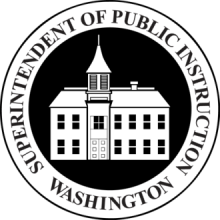 SUPERINTENDENT OF PUBLIC INSTRUCTION
WASHINGTON